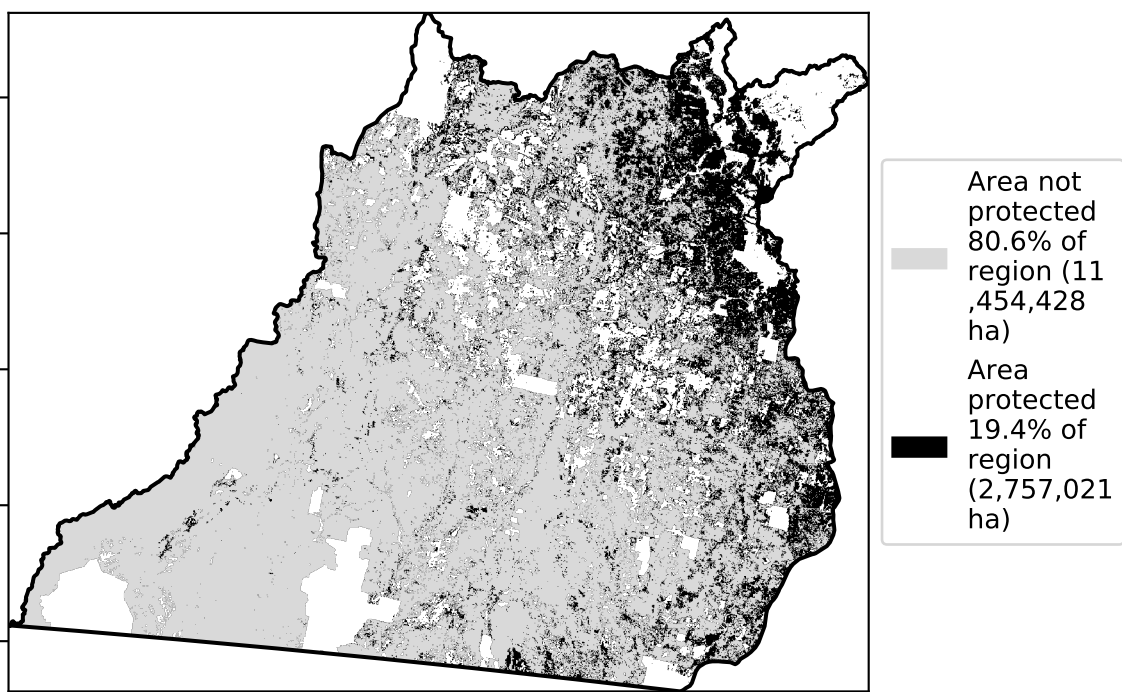 Area not
protected
80.6% of
region (11
,454,428
ha)
Area
protected
19.4% of
region
(2,757,021
ha)